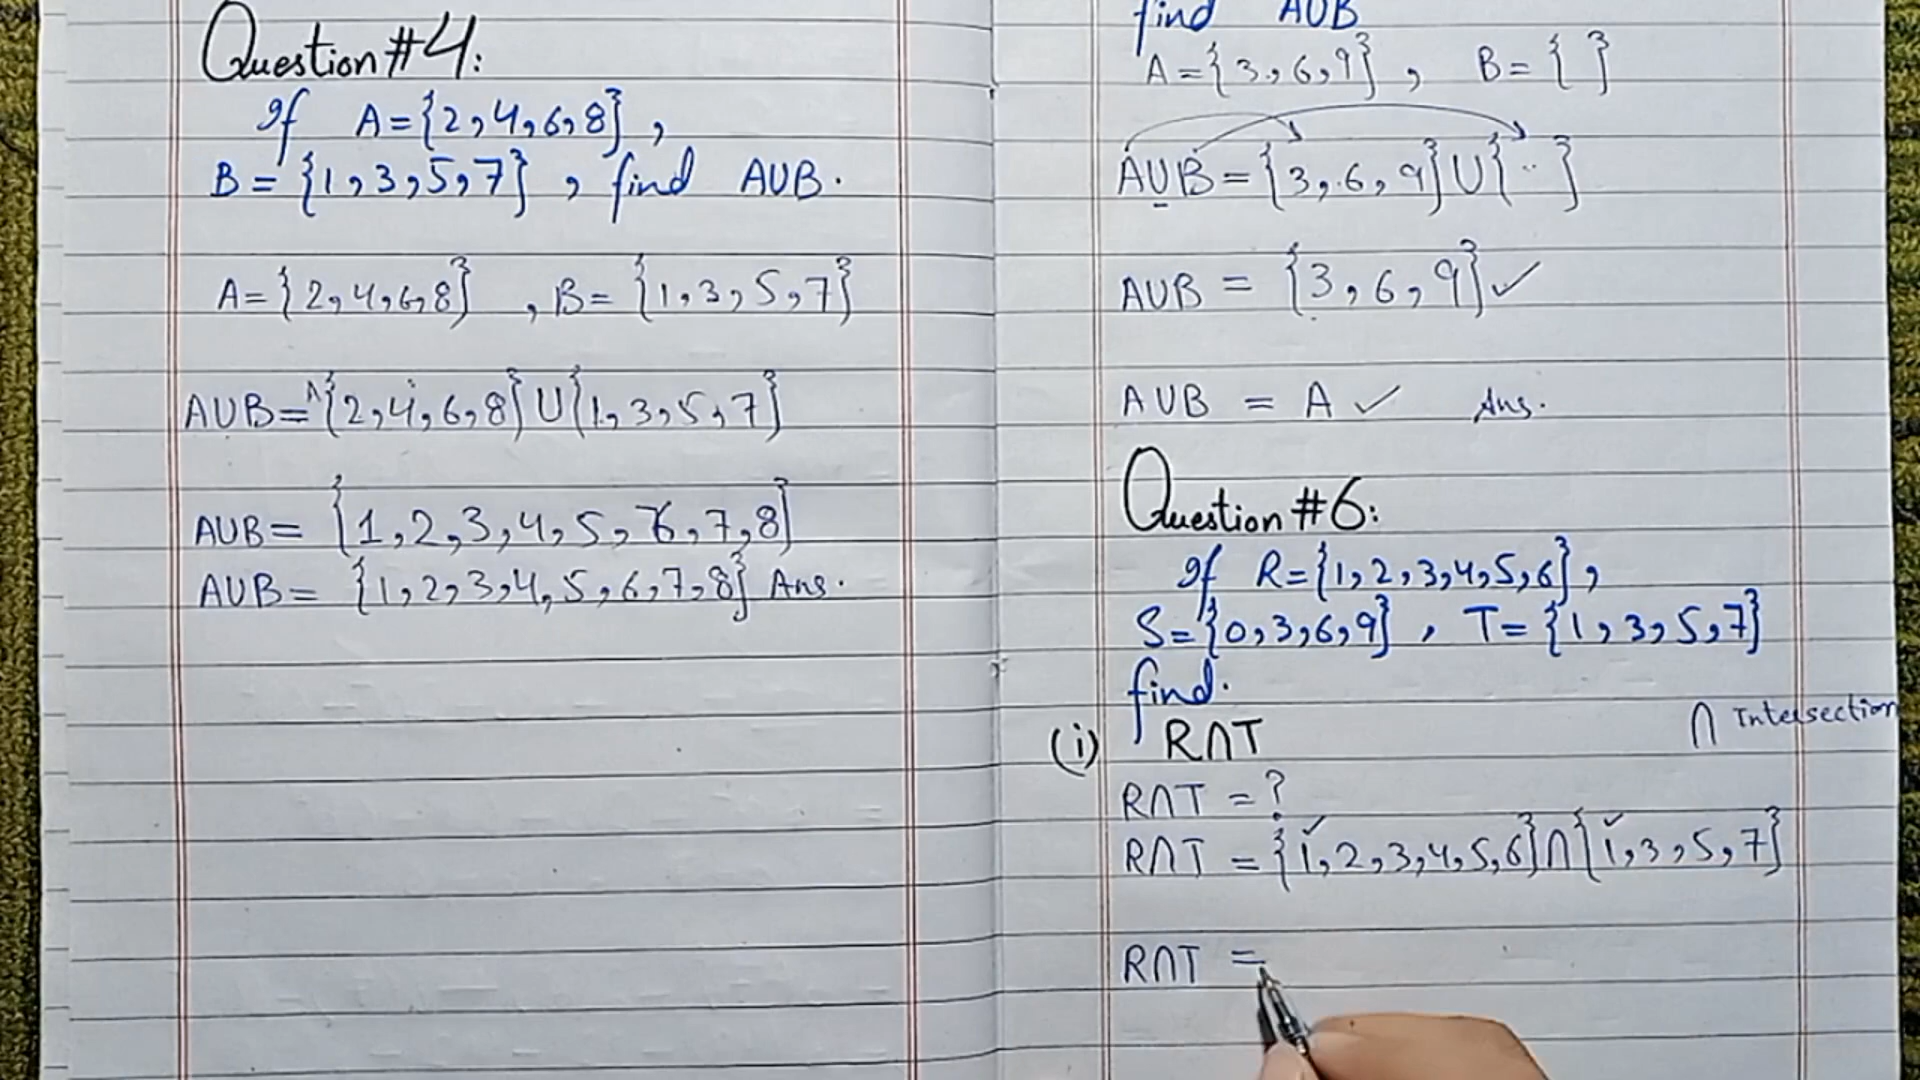 Question #4:
If A={2,4,6,8},
B={1,3,5,7}, find AUB.
A={2,4,6,8}, B={1,3,5,7}
AUB={2,4,6,8}U{1,3,5,7}
AUB= {1,2,3,4,5,6,7,8}
AUB= {1,2,3,4,5,6,7,8} Ans.
find AUB
A={3,6,9}, B={ }
AUB={3,6,9}U{ }
AUB = {3,6,9}✓
AUB = A ✓ Ans.
Question #6:
If R={1,2,3,4,5,6},
S={0,3,6,9}, T={1,3,5,7}
find.
∩ Intersection
(i) R∩T
R∩T = ?
R∩T = {1,2,3,4,5,6}∩{1,3,5,7}
R∩T =